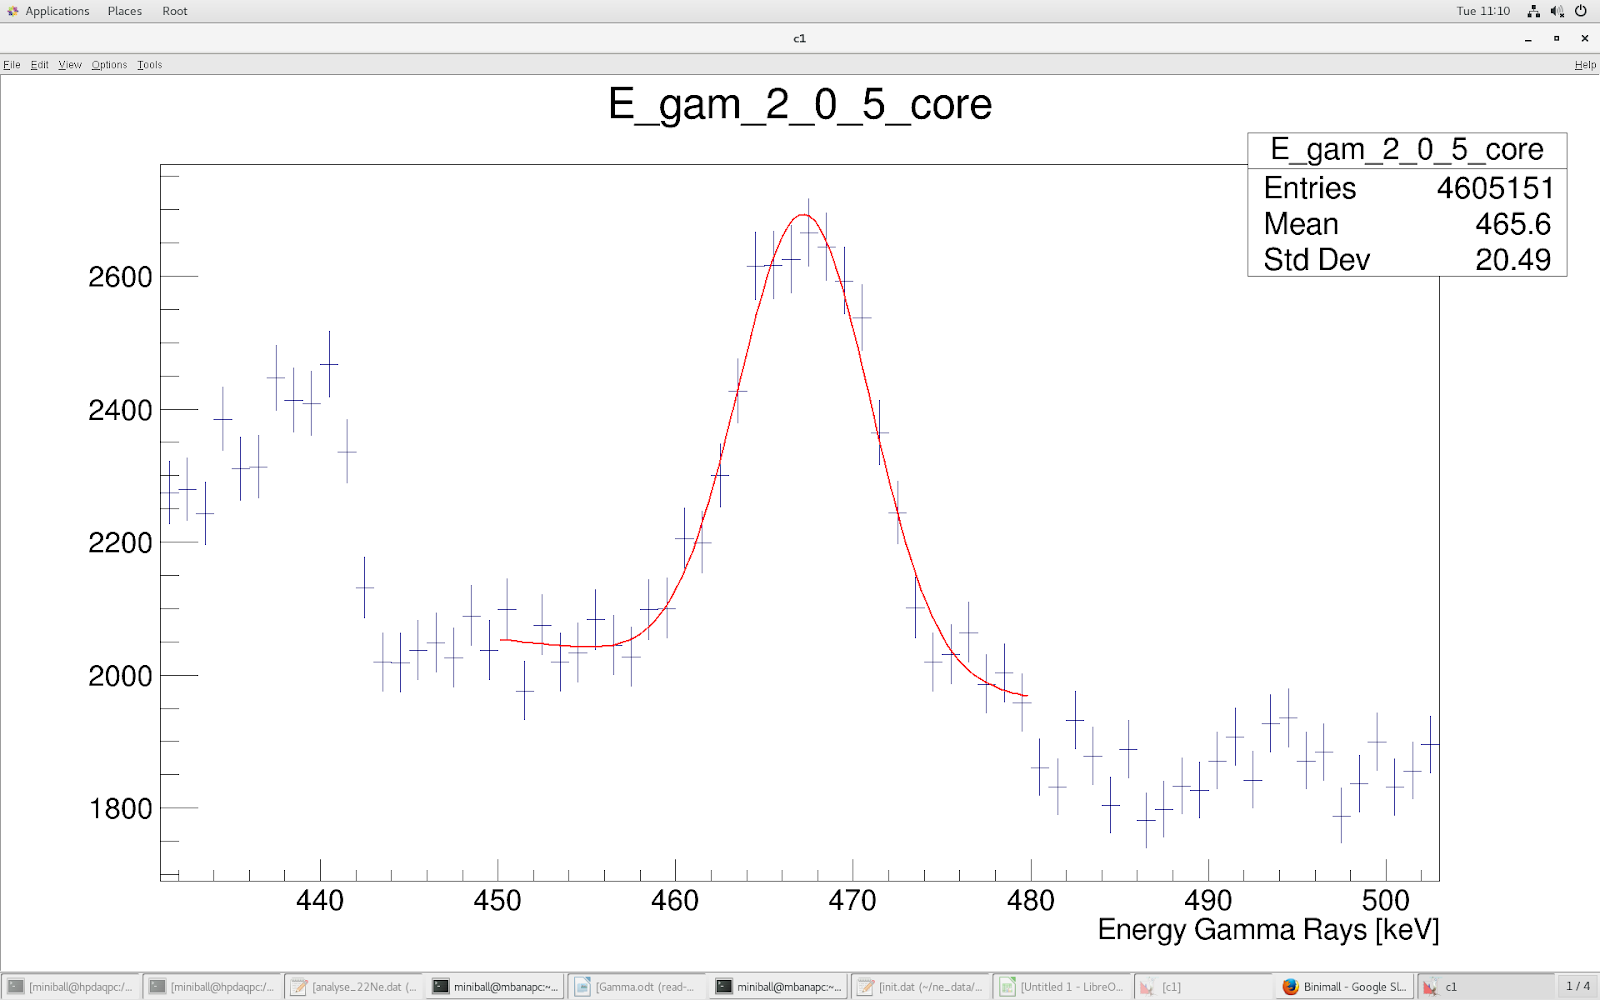 Applications Places Root Tue 11:10
c1
File Edit View Options Tools Help
E_gam_2_0_5_core
E_gam_2_0_5_core
Entries 4605151
Mean 465.6
Std Dev 20.49
2600
2400
2200
2000
1800
440 450 460 470 480 490 500
Energy Gamma Rays [keV]
[miniball@hpdaqpc:/... [miniball@hpdaqpc:/... [analyse_22Ne.dat (... miniball@mbanapc:~... [Gamma.odt (read-... miniball@mbanapc:~... [init.dat (~/ne_data/... [Untitled 1 - LibreO... [c1] Binimall - Google Sl... c1 1 / 4